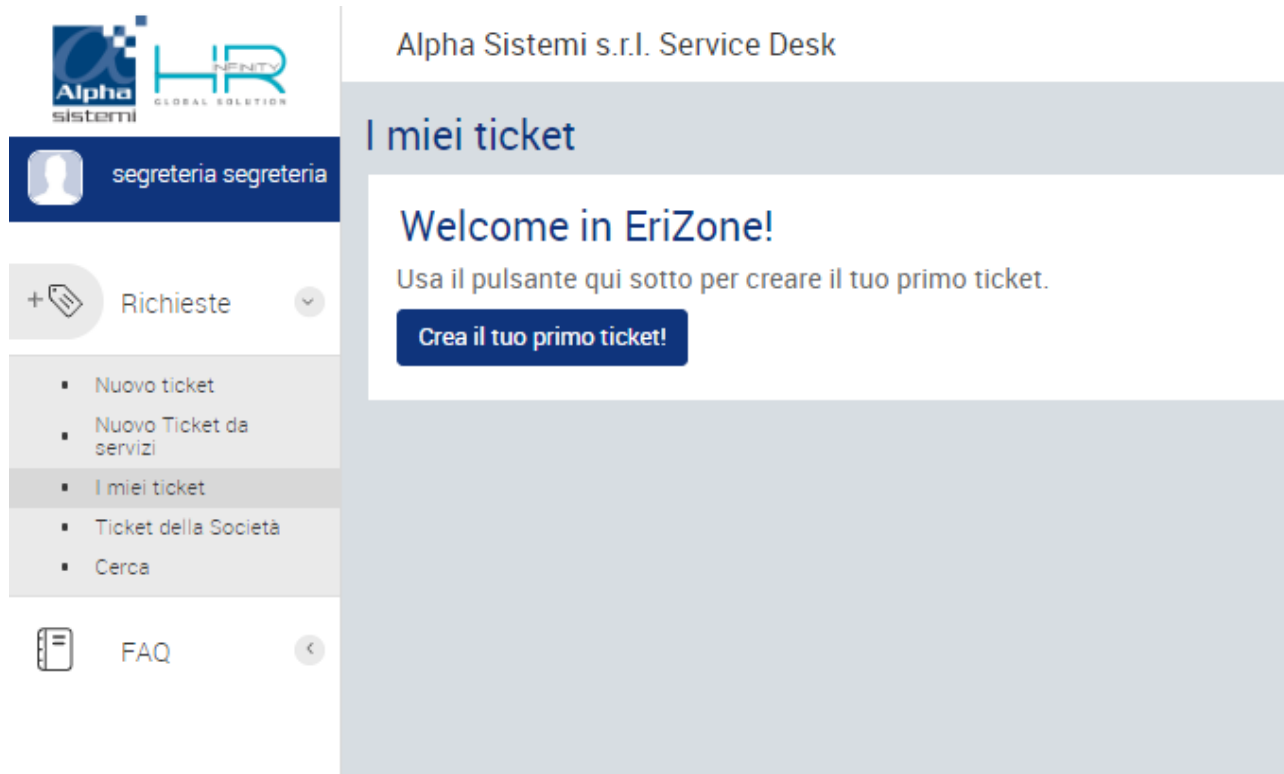 Alpha
sistemi
HR
INFINITY
GLOBAL SOLUTION
segreteria segreteria
Richieste
Nuovo ticket
Nuovo Ticket da
servizi
I miei ticket
Ticket della Società
Cerca
FAQ
Alpha Sistemi s.r.l. Service Desk
I miei ticket
Welcome in EriZone!
Usa il pulsante qui sotto per creare il tuo primo ticket.
Crea il tuo primo ticket!